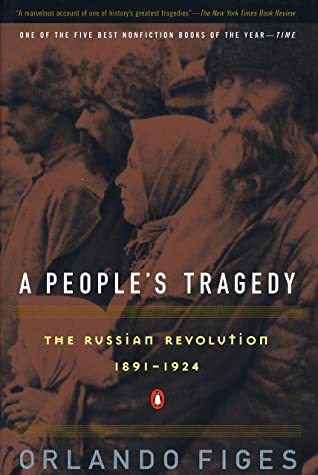 "A marvelous account of one of history's greatest tragedies"—The New York Times Book Review
ONE OF THE FIVE BEST NONFICTION BOOKS OF THE YEAR—TIME
A PEOPLE'S TRAGEDY
THE RUSSIAN REVOLUTION
1891–1924
ORLANDO FIGES